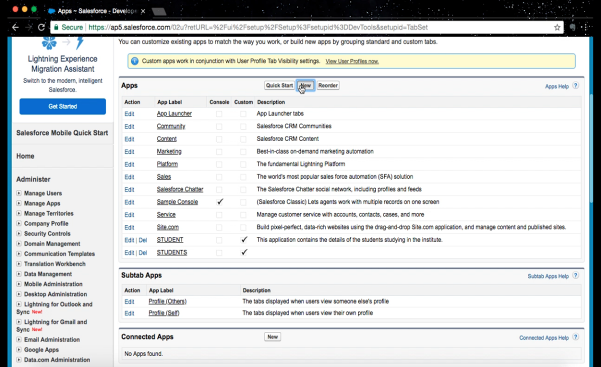 Apps ~ Salesforce - Develop
Secure | https://ap5.salesforce.com/02u?retURL=%2Fui%2Fsetup%2FSetup%3Fsetupid%3DDevTools&setupid=TabSet
Lightning Experience
Migration Assistant
Switch to the modern, intelligent
Salesforce.
Get Started
Salesforce Mobile Quick Start
Home
Administer
Manage Users
Manage Apps
Manage Territories
Company Profile
Security Controls
Domain Management
Communication Templates
Translation Workbench
Data Management
Mobile Administration
Desktop Administration
Lightning for Outlook and
Sync New!
Lightning for Gmail and
Sync New!
Email Administration
Google Apps
Data.com Administration
You can customize existing apps to match the way you work, or build new apps by grouping standard and custom tabs.
Custom apps work in conjunction with User Profile Tab Visibility settings. View User Profiles now.
Apps Quick Start New Reorder Apps Help ?
Action App Label Console Custom Description
Edit App Launcher App Launcher tabs
Edit Community Salesforce CRM Communities
Edit Content Salesforce CRM Content
Edit Marketing Best-in-class on-demand marketing automation
Edit Platform The fundamental Lightning Platform
Edit Sales The world's most popular sales force automation (SFA) solution
Edit Salesforce Chatter The Salesforce Chatter social network, including profiles and feeds
Edit Sample Console ✓ (Salesforce Classic) Lets agents work with multiple records on one screen
Edit Service Manage customer service with accounts, contacts, cases, and more
Edit Site.com Build pixel-perfect, data-rich websites using the drag-and-drop Site.com application, and manage content and published sites.
Edit | Del STUDENT ✓ This application contains the details of the students studying in the institute.
Edit | Del STUDENTS ✓
Subtab Apps Subtab Apps Help ?
Action App Label Description
Edit Profile (Others) The tabs displayed when users view someone else's profile
Edit Profile (Self) The tabs displayed when users view their own profile
Connected Apps New Connected Apps Help ?
No Apps found.